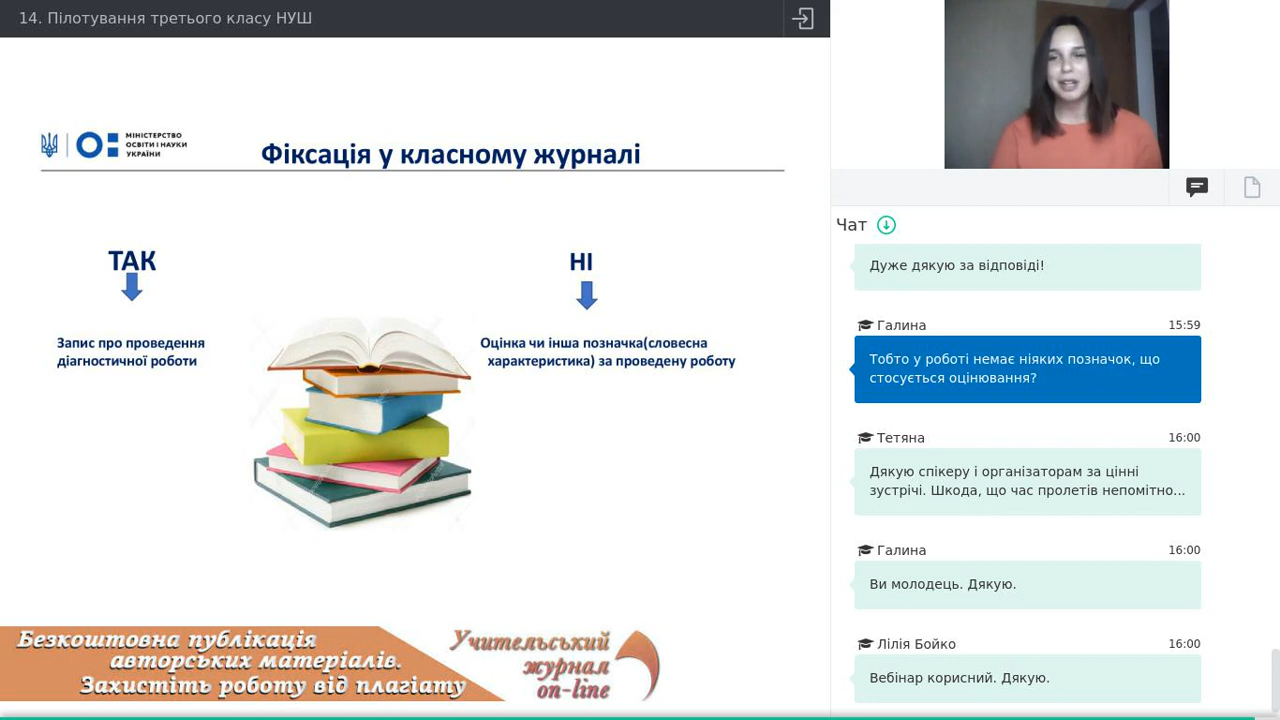 14. Пілотування третього класу НУШ
МІНІСТЕРСТВО
ОСВІТИ І НАУКИ
УКРАЇНИ
Фіксація у класному журналі
ТАК
НІ
Запис про проведення
діагностичної роботи
Оцінка чи інша позначка(словесна
характеристика) за проведену роботу
Безкоштовна публікація
авторських матеріалів.
Захистіть роботу від плагіату
Учительський
журнал
on-line
Чат
Дуже дякую за відповіді!
Галина 15:59
Тобто у роботі немає ніяких позначок, що
стосується оцінювання?
Тетяна 16:00
Дякую спікеру і організаторам за цінні
зустрічі. Шкода, що час пролетів непомітно...
Галина 16:00
Ви молодець. Дякую.
Лілія Бойко 16:00
Вебінар корисний. Дякую.